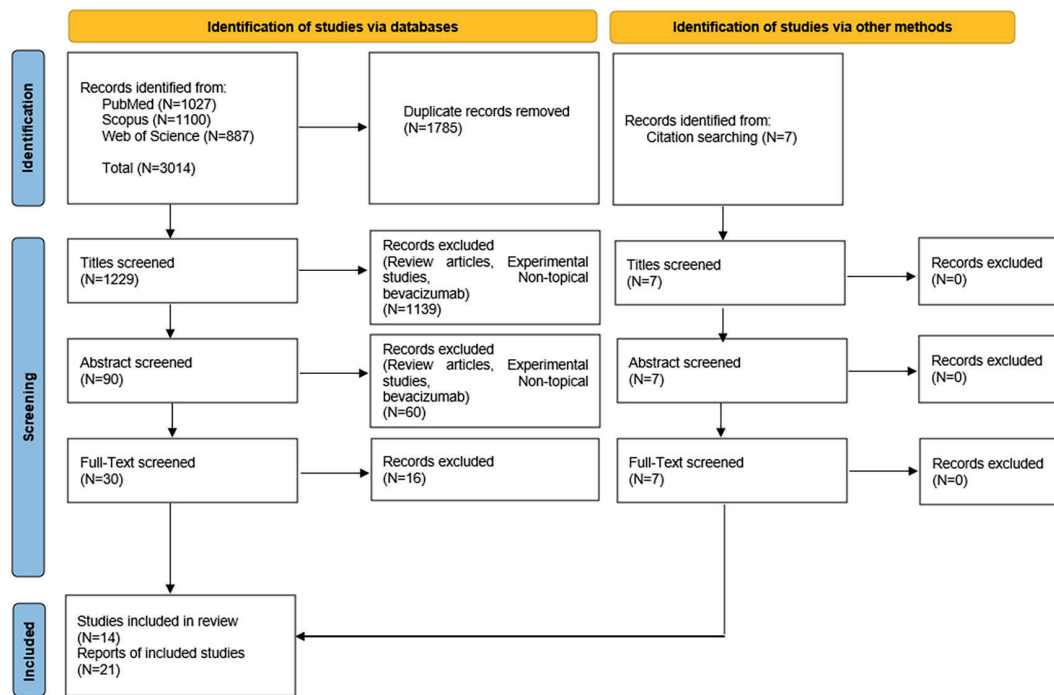 Identification of studies via databases
Identification of studies via other methods
Identification
Records identified from:
PubMed (N=1027)
Scopus (N=1100)
Web of Science (N=887)
Total (N=3014)
Duplicate records removed
(N=1785)
Records identified from:
Citation searching (N=7)
Screening
Titles screened
(N=1229)
Records excluded
(Review articles, Experimental
studies, Non-topical
bevacizumab)
(N=1139)
Titles screened
(N=7)
Records excluded
(N=0)
Abstract screened
(N=90)
Records excluded
(Review articles, Experimental
studies, Non-topical
bevacizumab)
(N=60)
Abstract screened
(N=7)
Records excluded
(N=0)
Full-Text screened
(N=30)
Records excluded
(N=16)
Full-Text screened
(N=7)
Records excluded
(N=0)
Included
Studies included in review
(N=14)
Reports of included studies
(N=21)